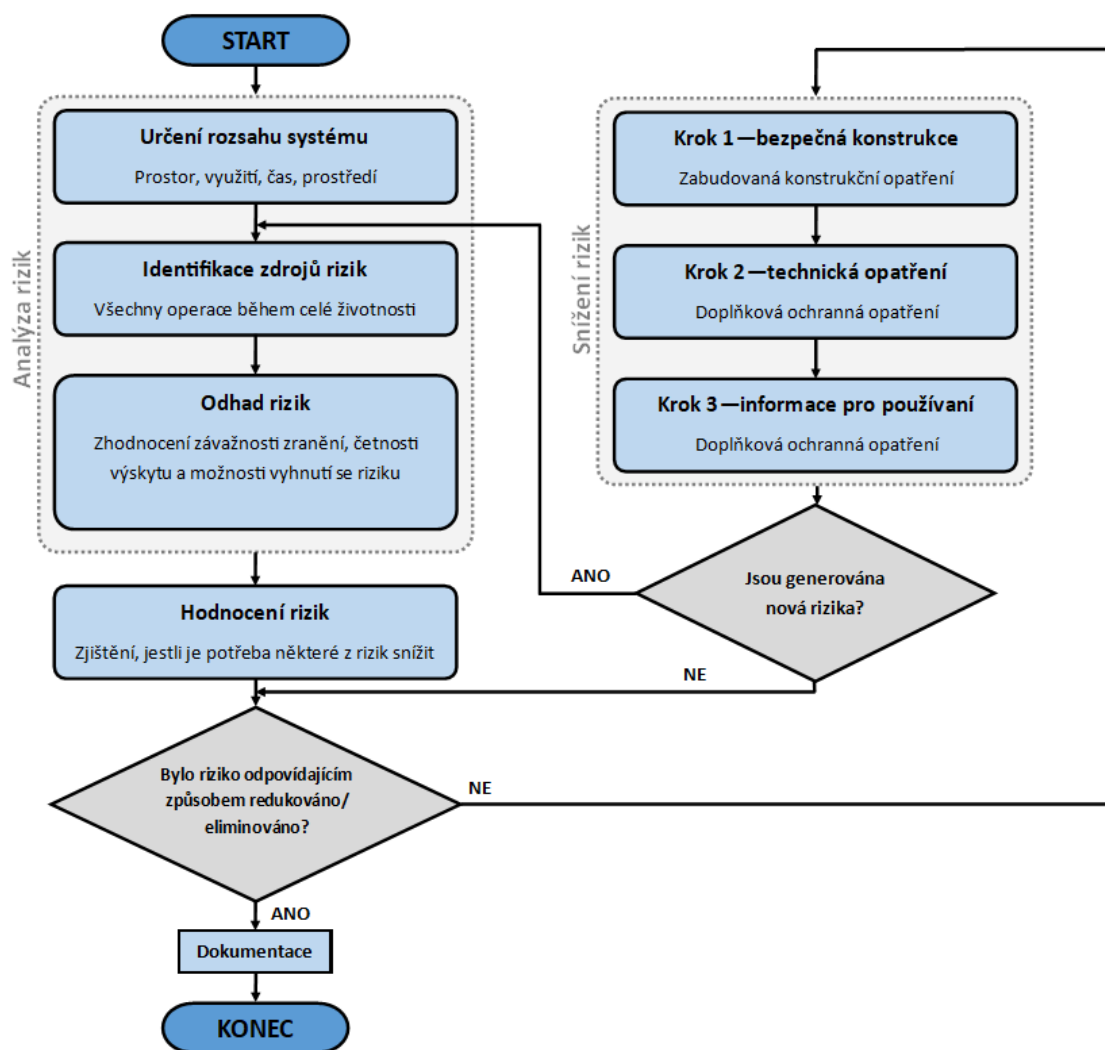 START
Analýza rizik
Určení rozsahu systému
Prostor, využití, čas, prostředí
Identifikace zdrojů rizik
Všechny operace během celé životnosti
Odhad rizik
Zhodnocení závažnosti zranění, četnosti
výskytu a možnosti vyhnutí se riziku
Hodnocení rizik
Zjištění, jestli je potřeba některé z rizik snížit
Bylo riziko odpovídajícím
způsobem redukováno/
eliminováno?
NE
ANO
Dokumentace
KONEC
Snížení rizik
Krok 1—bezpečná konstrukce
Zabudovaná konstrukční opatření
Krok 2—technická opatření
Doplňková ochranná opatření
Krok 3—informace pro používaní
Doplňková ochranná opatření
Jsou generována
nová rizika?
ANO
NE